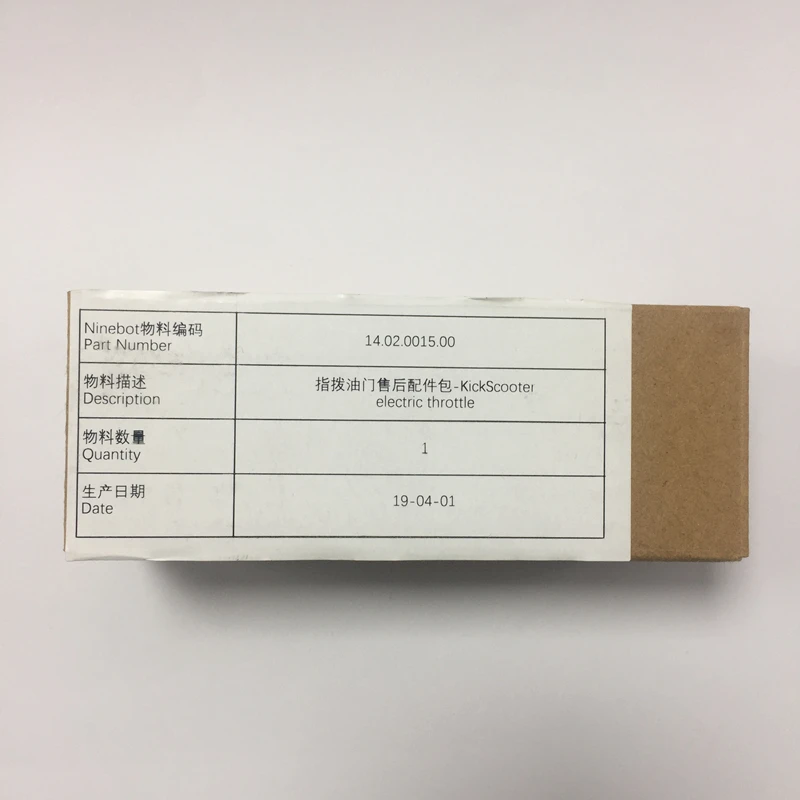 Ninebot物料编码
Part Number
14.02.0015.00
物料描述
Description
指拨油门售后配件包-KickScooter
electric throttle
物料数量
Quantity
1
生产日期
Date
19-04-01